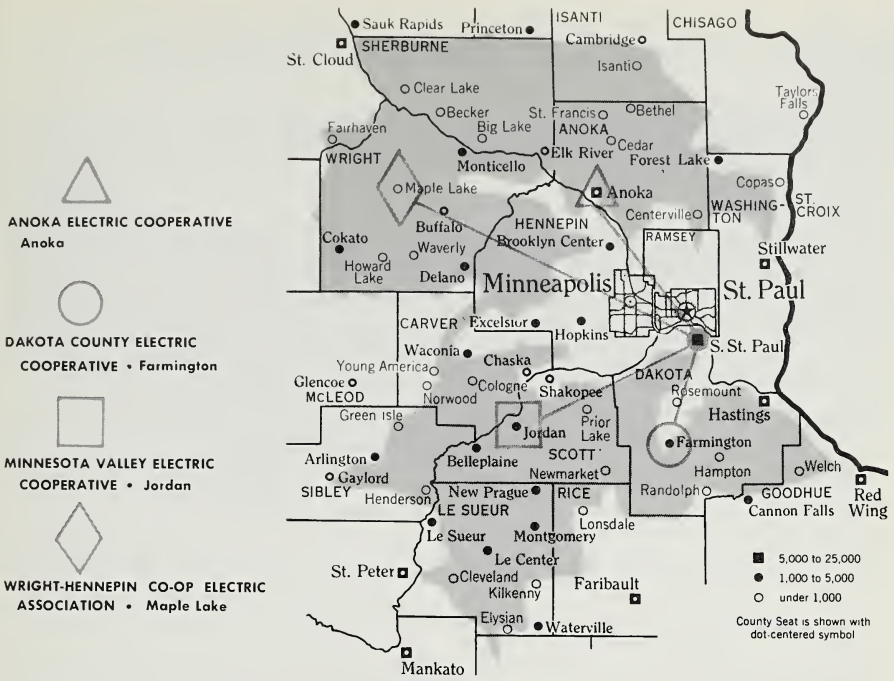 ANOKA ELECTRIC COOPERATIVE
Anoka
DAKOTA COUNTY ELECTRIC
COOPERATIVE • Farmington
MINNESOTA VALLEY ELECTRIC
COOPERATIVE • Jordan
WRIGHT-HENNEPIN CO-OP ELECTRIC
ASSOCIATION • Maple Lake
Sauk Rapids
Princeton
ISANTI
CHISAGO
St. Cloud
SHERBURNE
Cambridge
Isanti
Clear Lake
Taylors
Falls
Becker
St. Francis
Bethel
Fairhaven
Big Lake
ANOKA
Cedar
WRIGHT
Monticello
Elk River
Forest Lake
Maple Lake
Anoka
Copas
Buffalo
HENNEPIN
Centerville
WASHING-
TON
ST.
CROIX
Cokato
Waverly
Brooklyn Center
RAMSEY
Stillwater
Howard
Lake
Delano
Minneapolis
St. Paul
CARVER
Excelsior
Hopkins
Waconia
Chaska
S. St. Paul
Young America
DAKOTA
Glencoe
Cologne
Shakopee
Rosemount
McLEOD
Norwood
Hastings
Green Isle
Prior
Lake
Jordan
Farmington
Arlington
Belleplaine
SCOTT
Hampton
Welch
Gaylord
Newmarket
SIBLEY
Henderson
New Prague
RICE
Randolph
GOODHUE
Red
Wing
LE SUEUR
Lonsdale
Cannon Falls
Le Sueur
Montgomery
Le Center
St. Peter
Cleveland
Faribault
Kilkenny
Elysian
Waterville
Mankato
5,000 to 25,000
1,000 to 5,000
under 1,000
County Seat is shown with
dot-centered symbol